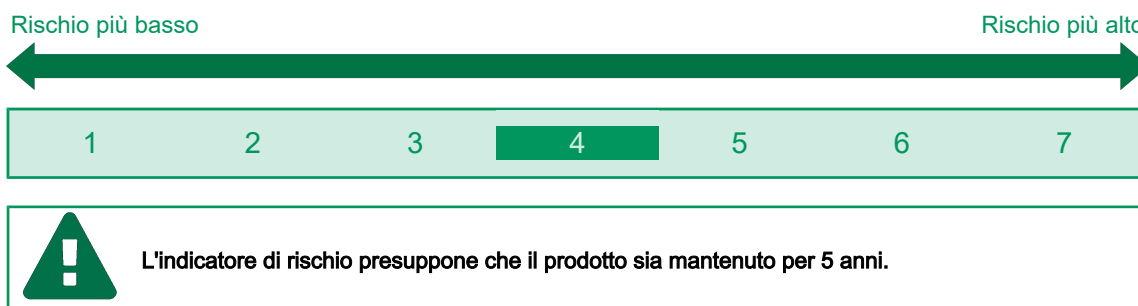 Rischio più basso Rischio più alto
1 2 3 4 5 6 7
L'indicatore di rischio presuppone che il prodotto sia mantenuto per 5 anni.